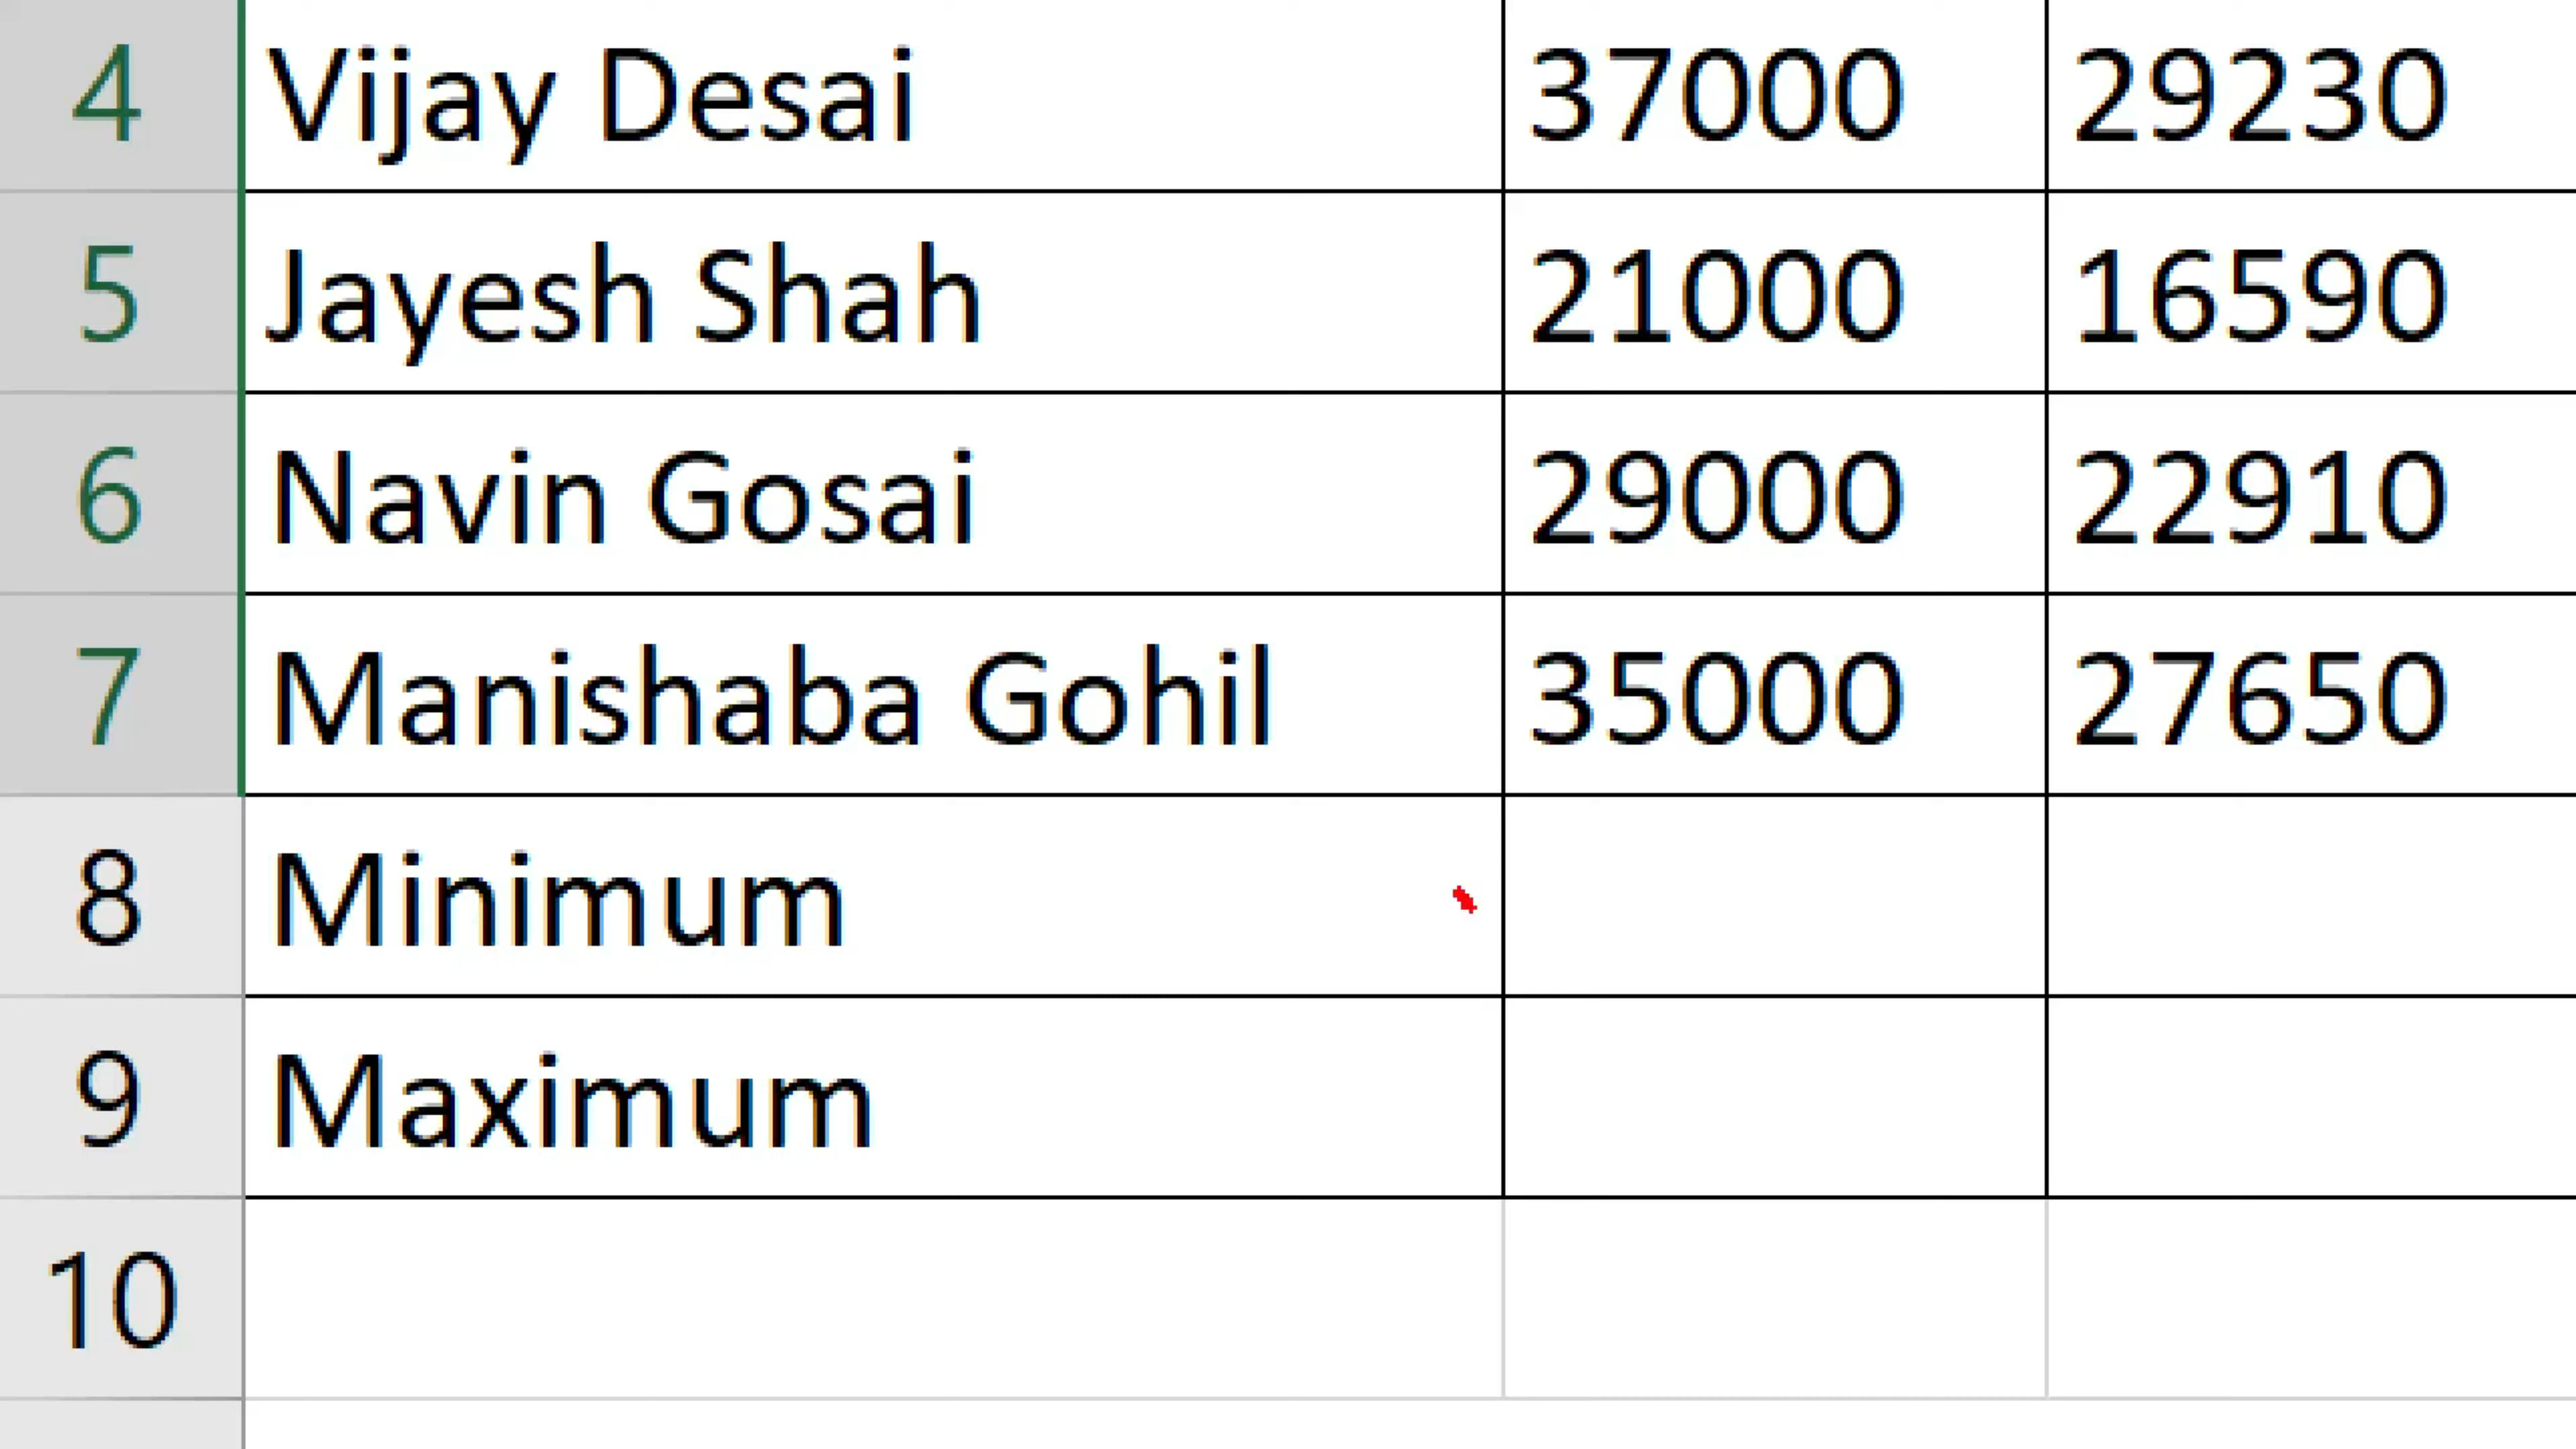 4 Vijay Desai 37000 29230
5 Jayesh Shah 21000 16590
6 Navin Gosai 29000 22910
7 Manishaba Gohil 35000 27650
8 Minimum
9 Maximum
10